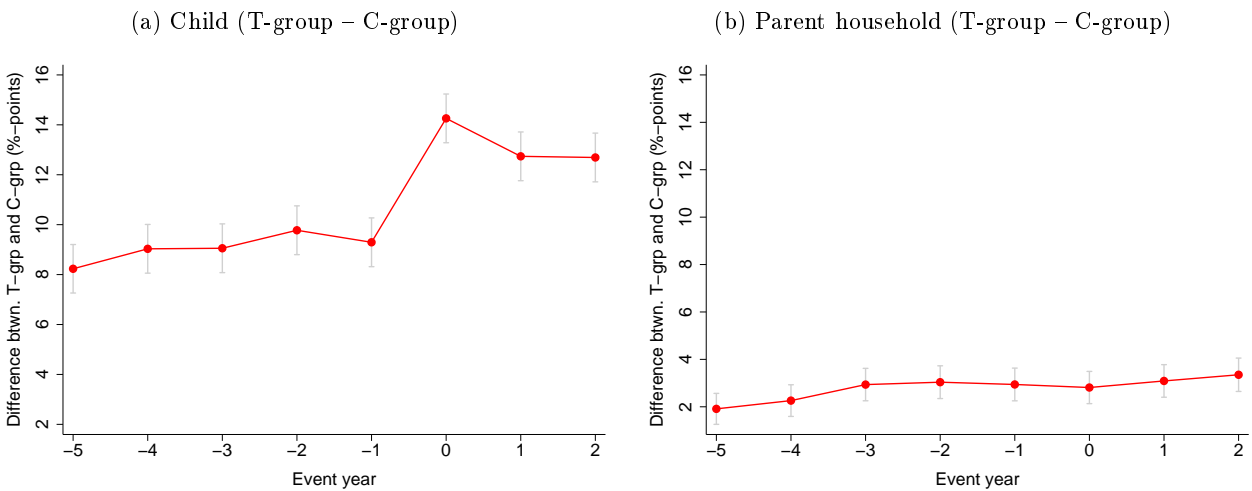 (a) Child (T-group – C-group)
Difference btwn. T−grp and C−grp (%−points)
16
14
12
10
8
6
4
2
−5 −4 −3 −2 −1 0 1 2
Event year
(b) Parent household (T-group – C-group)
Difference btwn. T−grp and C−grp (%−points)
16
14
12
10
8
6
4
2
−5 −4 −3 −2 −1 0 1 2
Event year